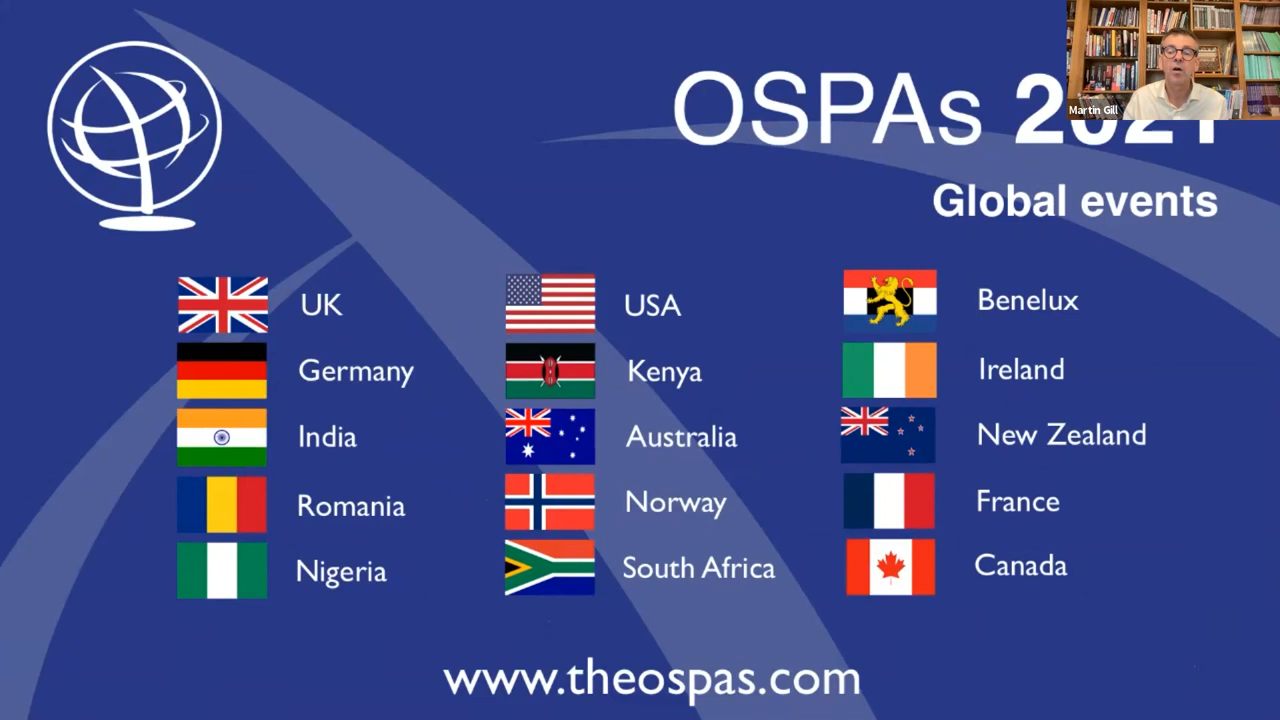 OSPAs 2021
Martin Gill
Global events
UK
USA
Benelux
Germany
Kenya
Ireland
India
Australia
New Zealand
Romania
Norway
France
Nigeria
South Africa
Canada
www.theospas.com